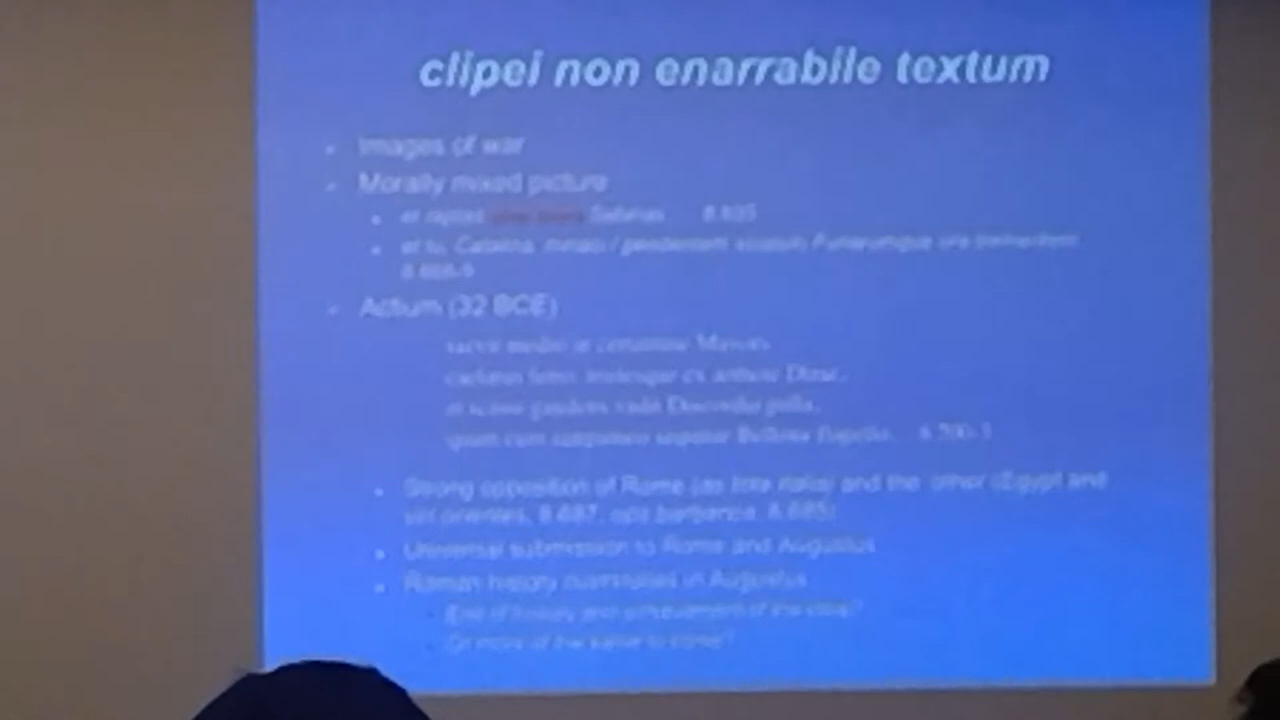 clipei non enarrabile textum
Images of war
Morally mixed picture
et raptas Sabinas 8.635
et tu, Catilina, minaci / pendentem scopulo Furiarumque ora trementem
8.668-9
Actium (32 BCE)
saevit medio in certamine Mavors
caelatus ferro, tristesque ex aethere Dirae,
et scissa gaudens vadit Discordia palla,
quam cum sanguineo sequitur Bellona flagello. 8.700-3
Strong opposition of Rome (as tota Italia) and the other (Egypt and
8.687, ops barbarica, 8.685)
Universal submission to Rome and Augustus
Roman history culminates in Augustus
End of history and achievement of the
Or more of the same to come?